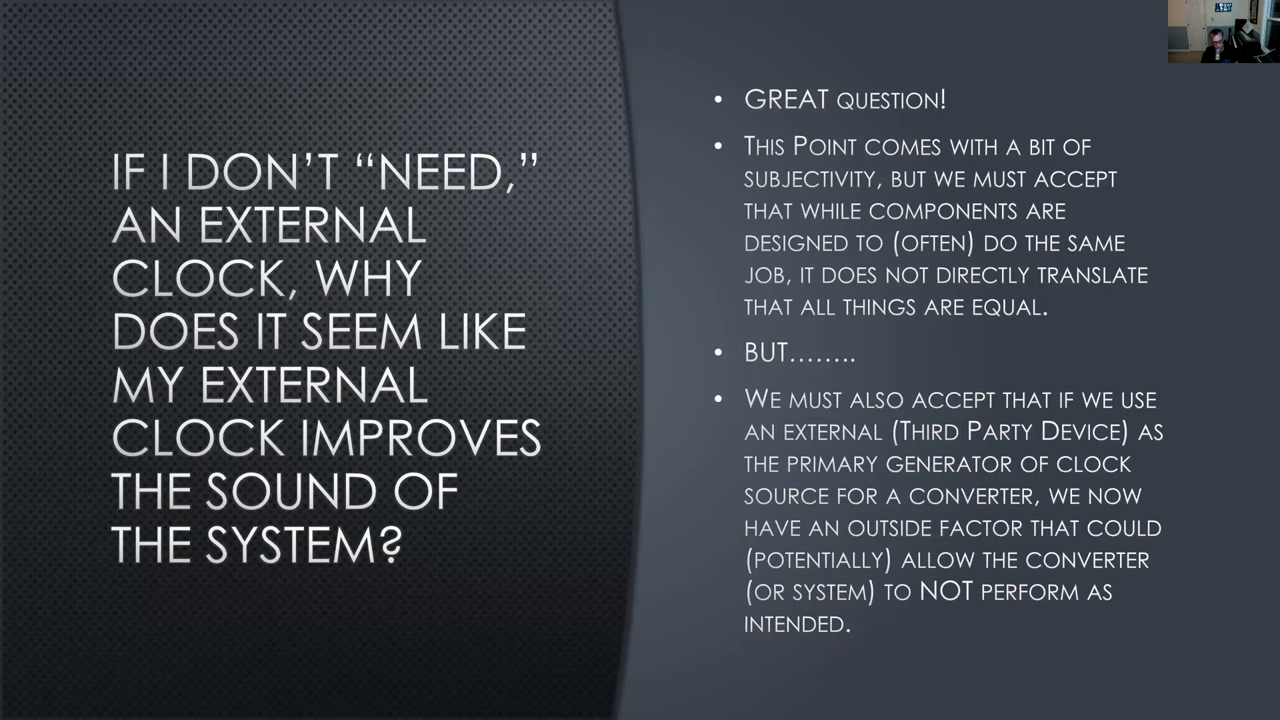 IF I DON’T “NEED,”
AN EXTERNAL
CLOCK, WHY
DOES IT SEEM LIKE
MY EXTERNAL
CLOCK IMPROVES
THE SOUND OF
THE SYSTEM?
• GREAT QUESTION!
• THIS POINT COMES WITH A BIT OF
SUBJECTIVITY, BUT WE MUST ACCEPT
THAT WHILE COMPONENTS ARE
DESIGNED TO (OFTEN) DO THE SAME
JOB, IT DOES NOT DIRECTLY TRANSLATE
THAT ALL THINGS ARE EQUAL.
• BUT……..
• WE MUST ALSO ACCEPT THAT IF WE USE
AN EXTERNAL (THIRD PARTY DEVICE) AS
THE PRIMARY GENERATOR OF CLOCK
SOURCE FOR A CONVERTER, WE NOW
HAVE AN OUTSIDE FACTOR THAT COULD
(POTENTIALLY) ALLOW THE CONVERTER
(OR SYSTEM) TO NOT PERFORM AS
INTENDED.